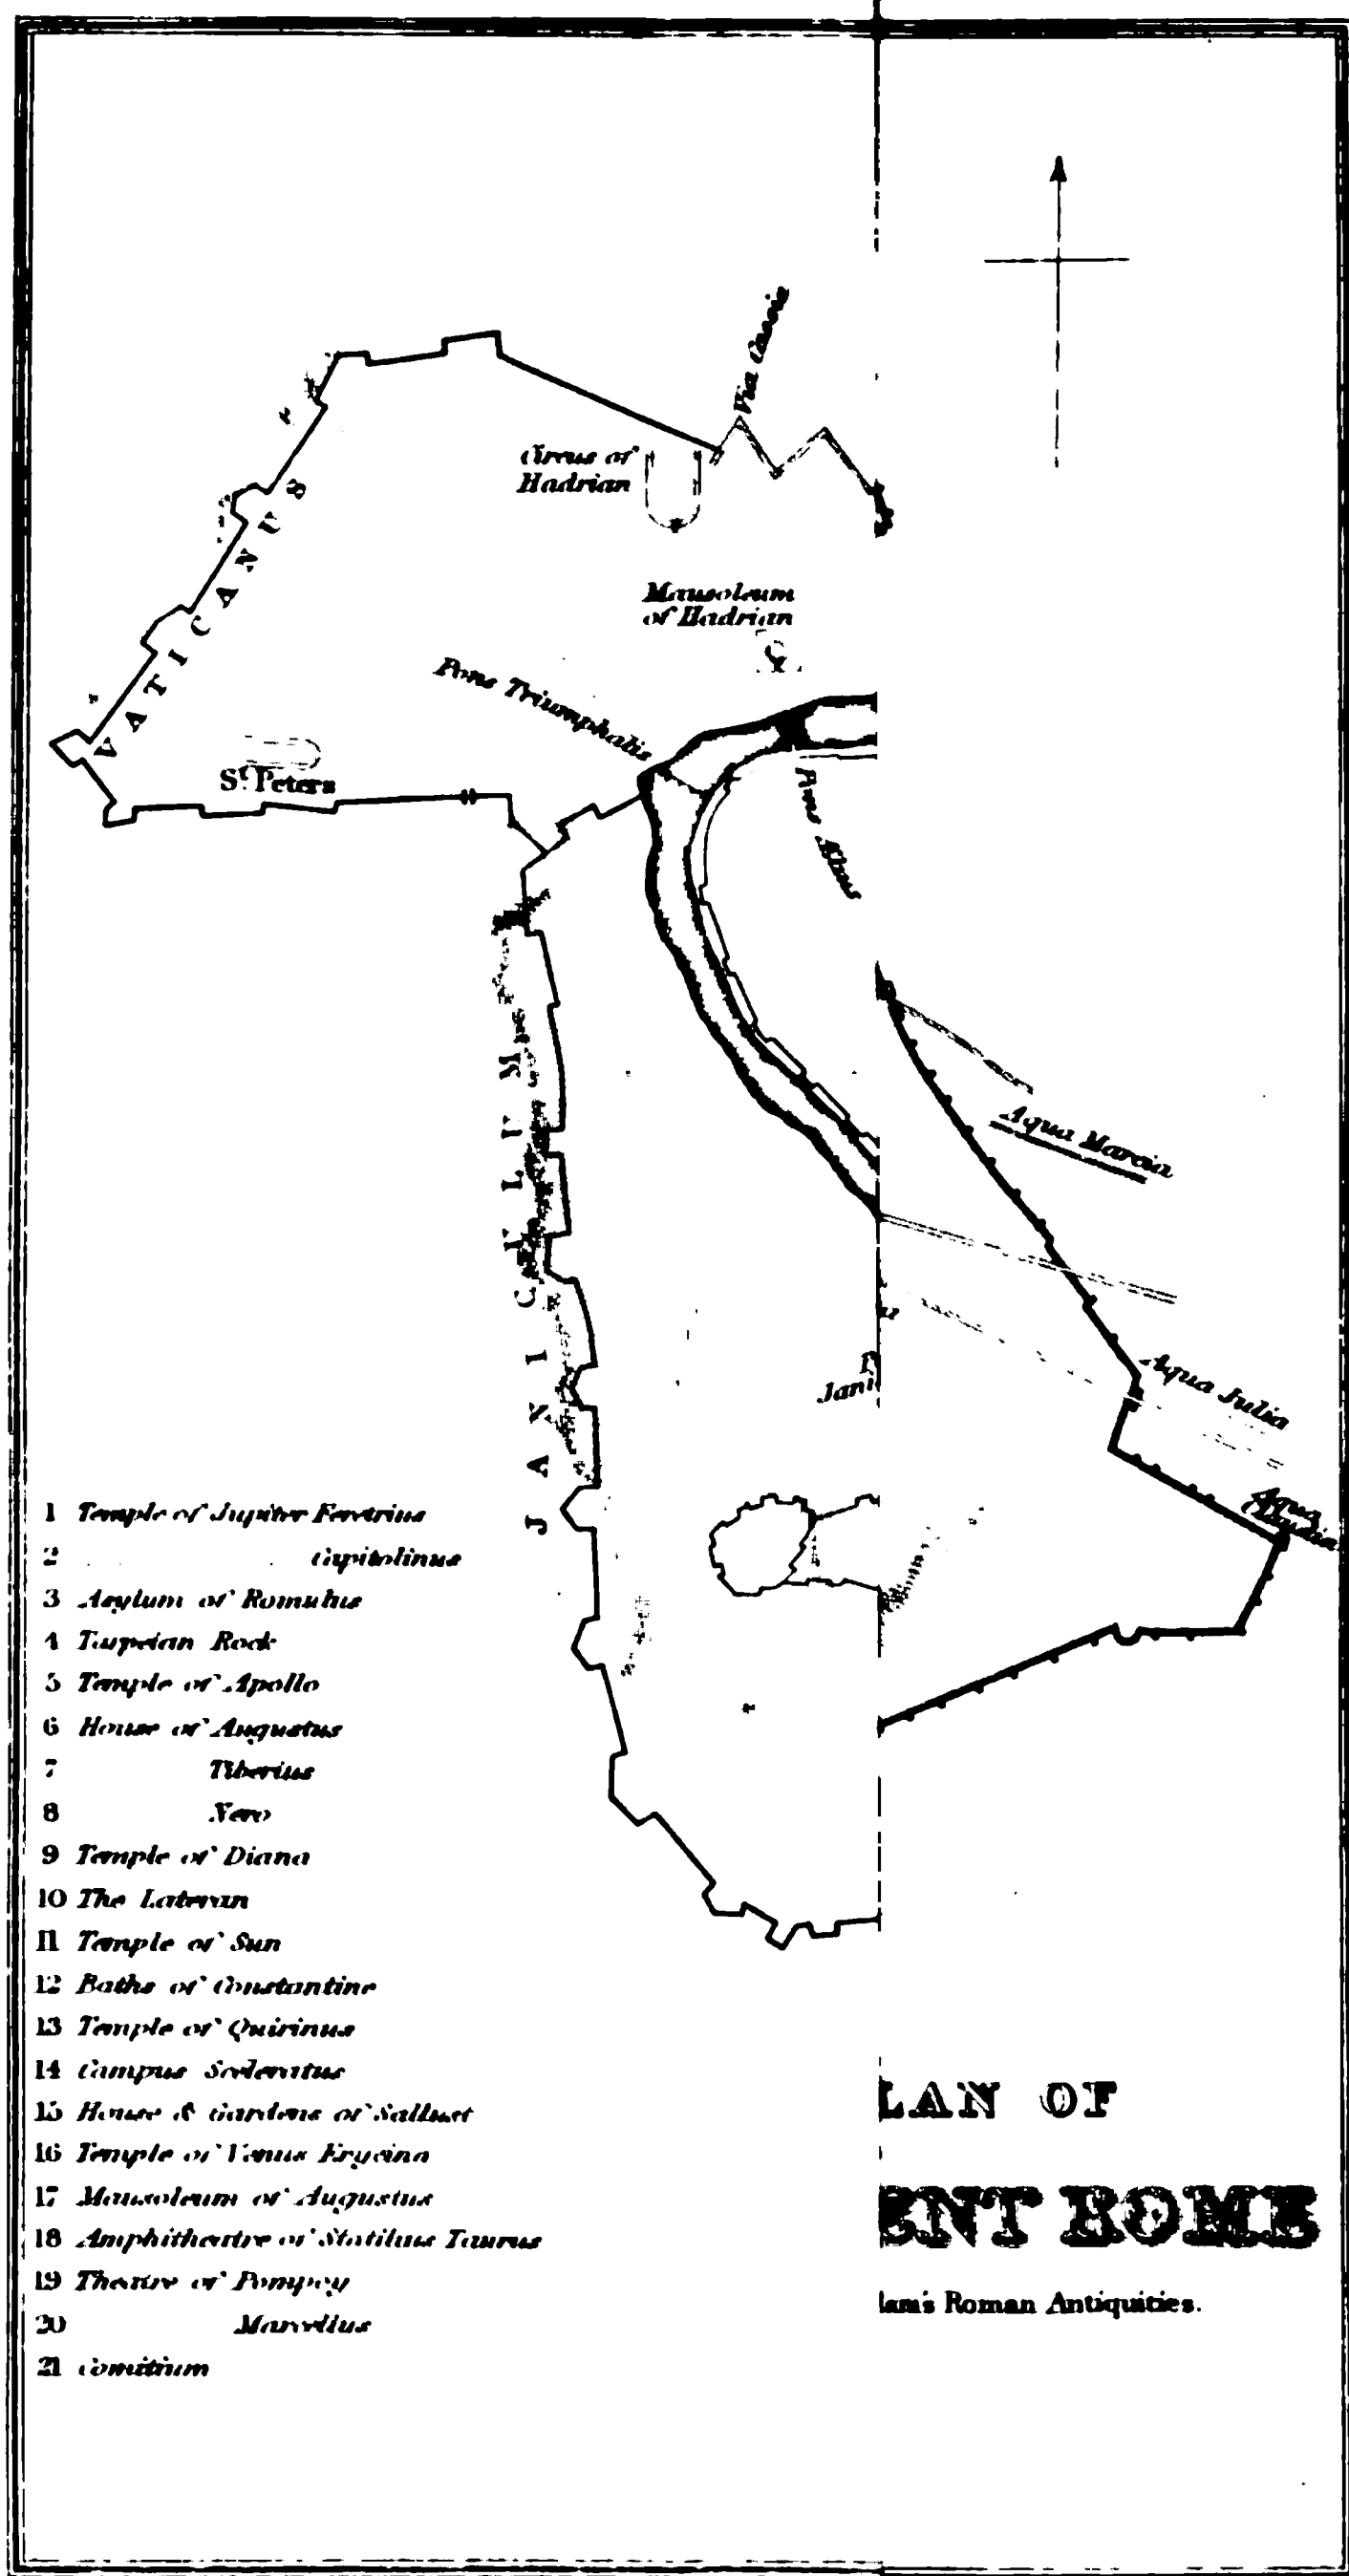 Via Cassia
Circus of
Hadrian
Mausoleum
of Hadrian
Pons Triumphalis
Pons Ælius
VATICANUS
St. Peters
JANICULUM
Aqua Marcia
Jani
Aqua Julia
Aqua
Claudia
1 Temple of Jupiter Feretrius
2 Capitolinus
3 Asylum of Romulus
4 Tarpeian Rock
5 Temple of Apollo
6 House of Augustus
7 Tiberius
8 Nero
9 Temple of Diana
10 The Lateran
11 Temple of Sun
12 Baths of Constantine
13 Temple of Quirinus
14 Campus Sceleratus
15 House & Gardens of Sallust
16 Temple of Venus Erycina
17 Mausoleum of Augustus
18 Amphitheatre of Statilius Taurus
19 Theatre of Pompey
20 Marcellus
21 Comitium
LAN OF
ENT ROME
lam's Roman Antiquities.